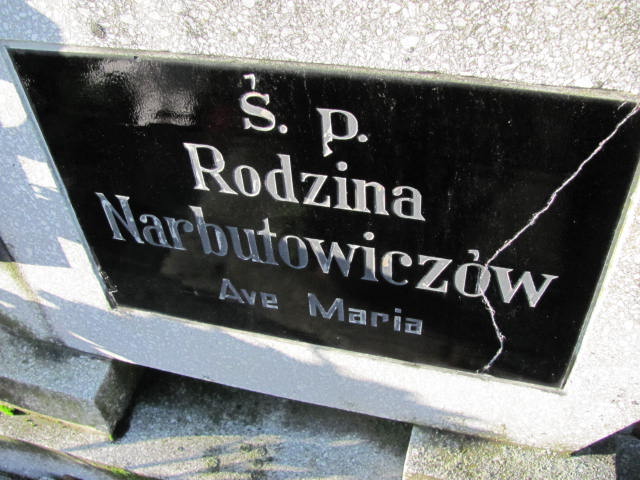 Ś. P.
Rodzina
Narbutowiczów
Ave Maria